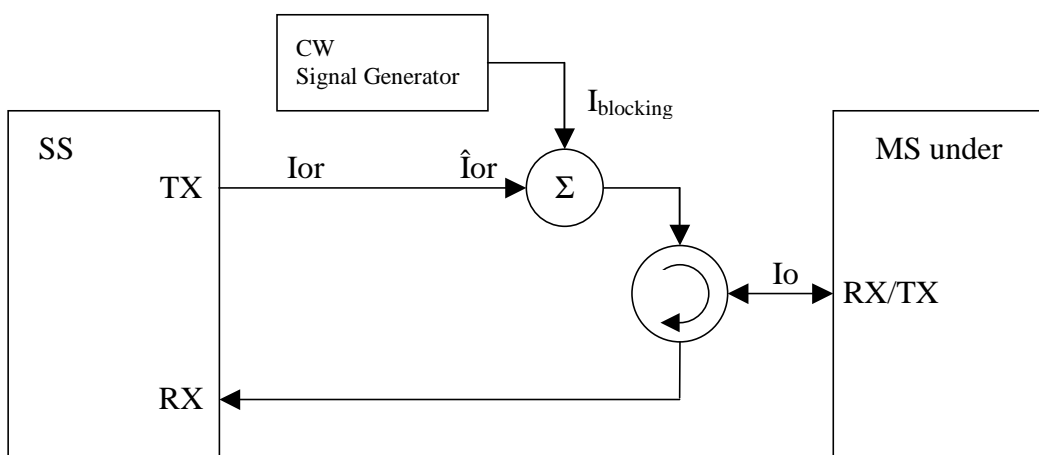 CW
Signal Generator
I_blocking
SS
MS under
TX
Ior
Îor
Σ
Io
RX/TX
RX